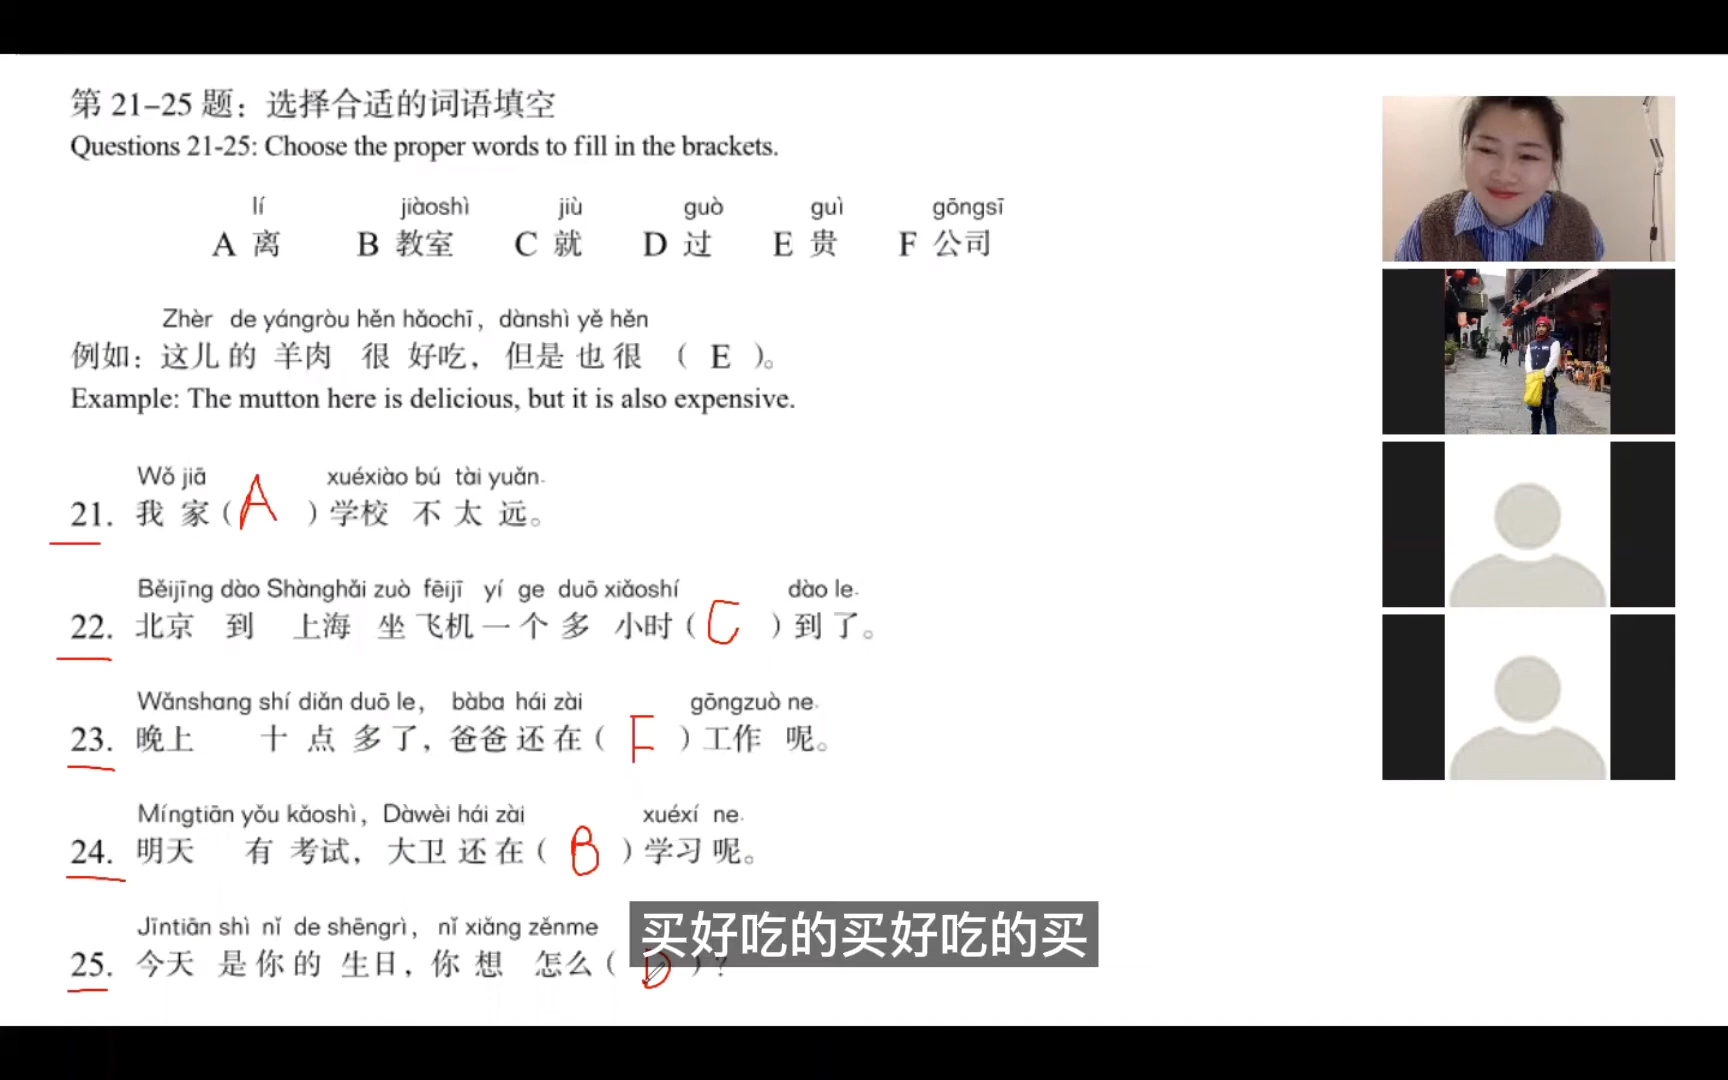 第 21–25 题：选择合适的词语填空
Questions 21-25: Choose the proper words to fill in the brackets.
lí jiàoshì jiù guò guì gōngsī
A 离 B 教室 C 就 D 过 E 贵 F 公司
Zhèr de yángròu hěn hǎochī, dànshì yě hěn
例如：这儿的 羊肉 很 好吃，但是 也 很 （ E ）。
Example: The mutton here is delicious, but it is also expensive.
Wǒ jiā xuéxiào bú tài yuǎn.
21. 我 家（ A ）学校 不 太 远。
Běijīng dào Shànghǎi zuò fēijī yí ge duō xiǎoshí dào le.
22. 北京 到 上海 坐 飞机 一 个 多 小时（ C ）到 了。
Wǎnshang shí diǎn duō le, bàba hái zài gōngzuò ne.
23. 晚上 十 点 多 了，爸爸 还 在（ F ）工作 呢。
Míngtiān yǒu kǎoshì, Dàwèi hái zài xuéxí ne.
24. 明天 有 考试，大卫 还 在（ B ）学习 呢。
Jīntiān shì nǐ de shēngrì, nǐ xiǎng zěnme
25. 今天 是 你 的 生日，你 想 怎么（ D ）？
买好吃的买好吃的买